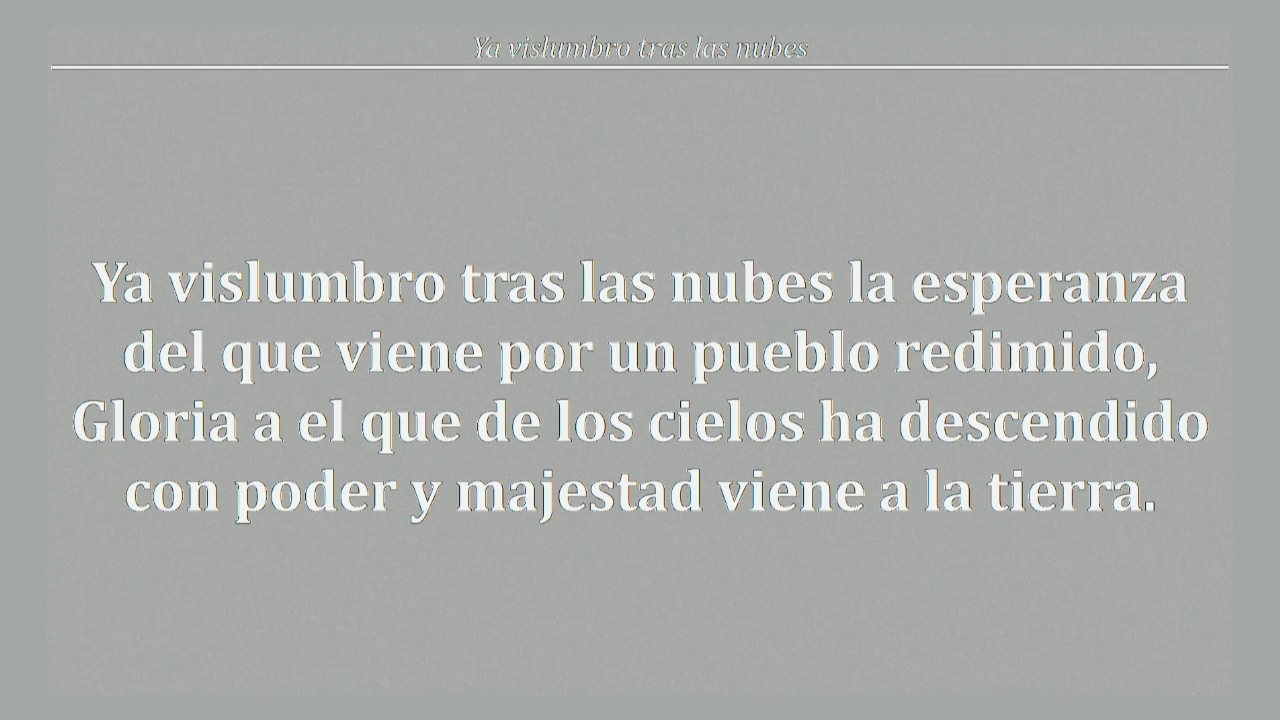 Ya vislumbro tras las nubes
Ya vislumbro tras las nubes la esperanza
del que viene por un pueblo redimido,
Gloria a el que de los cielos ha descendido
con poder y majestad viene a la tierra.